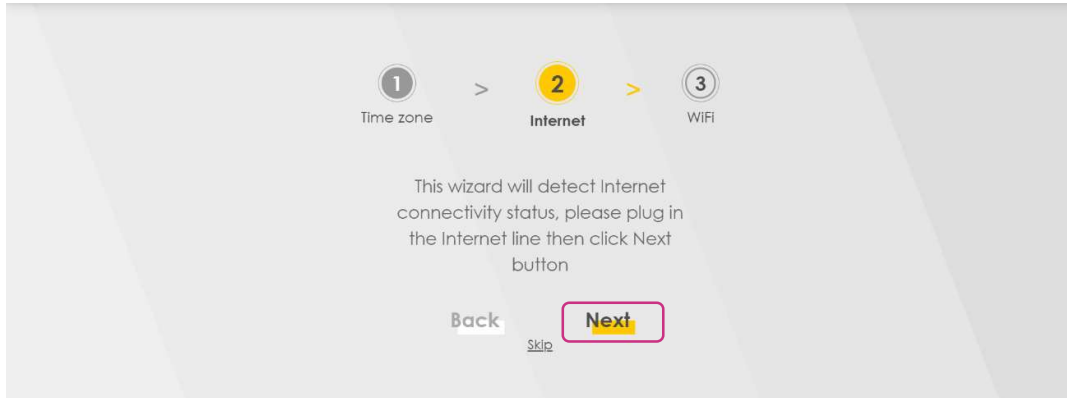 1 > 2 > 3
Time zone Internet WiFi
This wizard will detect Internet
connectivity status, please plug in
the Internet line then click Next
button
Back Next
Skip